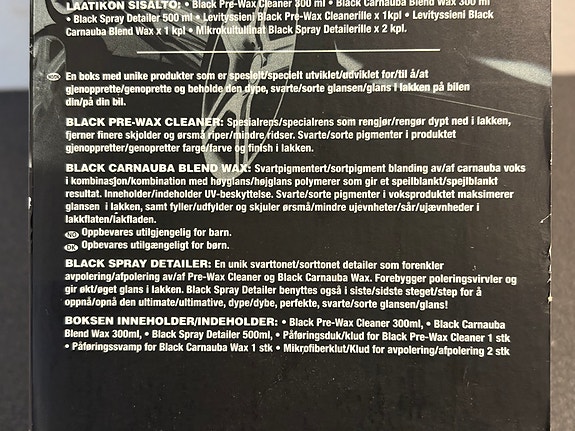 LAATIKON SISÄLTÖ: • Black Pre-Wax Cleaner 300 ml • Black Carnauba Wax 300 ml
• Black Spray Detailer 500 ml • Levityssieni Black Pre-Wax Cleanerille x 1kpl • Levityssieni Black
Carnauba Blend Wax x 1 kpl • Mikrokuituliinat Black Spray Detailerille x 2 kpl.
En boks med unike produkter som er spesielt/specielt utviklet/udviklet for/til å/at
gjenopprette/genoprette og beholde den dype, svarte/sorte glansen/glans i lakken på bilen
din/på din bil.
BLACK PRE-WAX CLEANER: Spesialrens/specialrens som rengjør/rengør dypt ned i lakken,
fjerner finere skjolder og ørsmå riper/mindre ridser. Svarte/sorte pigmenter i produktet
gjenoppretter/genopretter farge/farve og finish i lakken.
BLACK CARNAUBA BLEND WAX: Svartpigmentert/sortpigment blanding av/af carnauba voks
i kombinasjon/kombination med høyglans/højglans polymerer som gir et speilblankt/spejlblankt
resultat. Inneholder/indeholder UV-beskyttelse. Svarte/sorte pigmenter i voksproduktet maksimerer
glansen i lakken, samt fyller/udfylder og skjuler ørsmå/mindre ujevnheter/sår/ujævnheder i
lakkflaten/lakfladen.
NO Oppbevares utilgjengelig for barn.
DK Opbevares utilgængeligt for børn.
BLACK SPRAY DETAILER: En unik svarttonet/sorttonet detailer som forenkler
avpolering/afpolering av/af Pre-Wax Cleaner og Black Carnauba Wax. Forebygger poleringsvirvler og
gir økt/øget glans i lakken. Black Spray Detailer benyttes også i siste/sidste steget/step for å
oppnå/opnå den ultimate/ultimative, dype/dybe, perfekte, svarte/sorte glansen/glans!
BOKSEN INNEHOLDER/INDEHOLDER: • Black Pre-Wax Cleaner 300ml, • Black Carnauba
Blend Wax 300ml, • Black Spray Detailer 500ml, • Påføringsduk/klud for Black Pre-Wax Cleaner 1 stk
• Påføringssvamp for Black Carnauba Wax 1 stk • Mikrofiberklut/Klud for avpolering/afpolering 2 stk